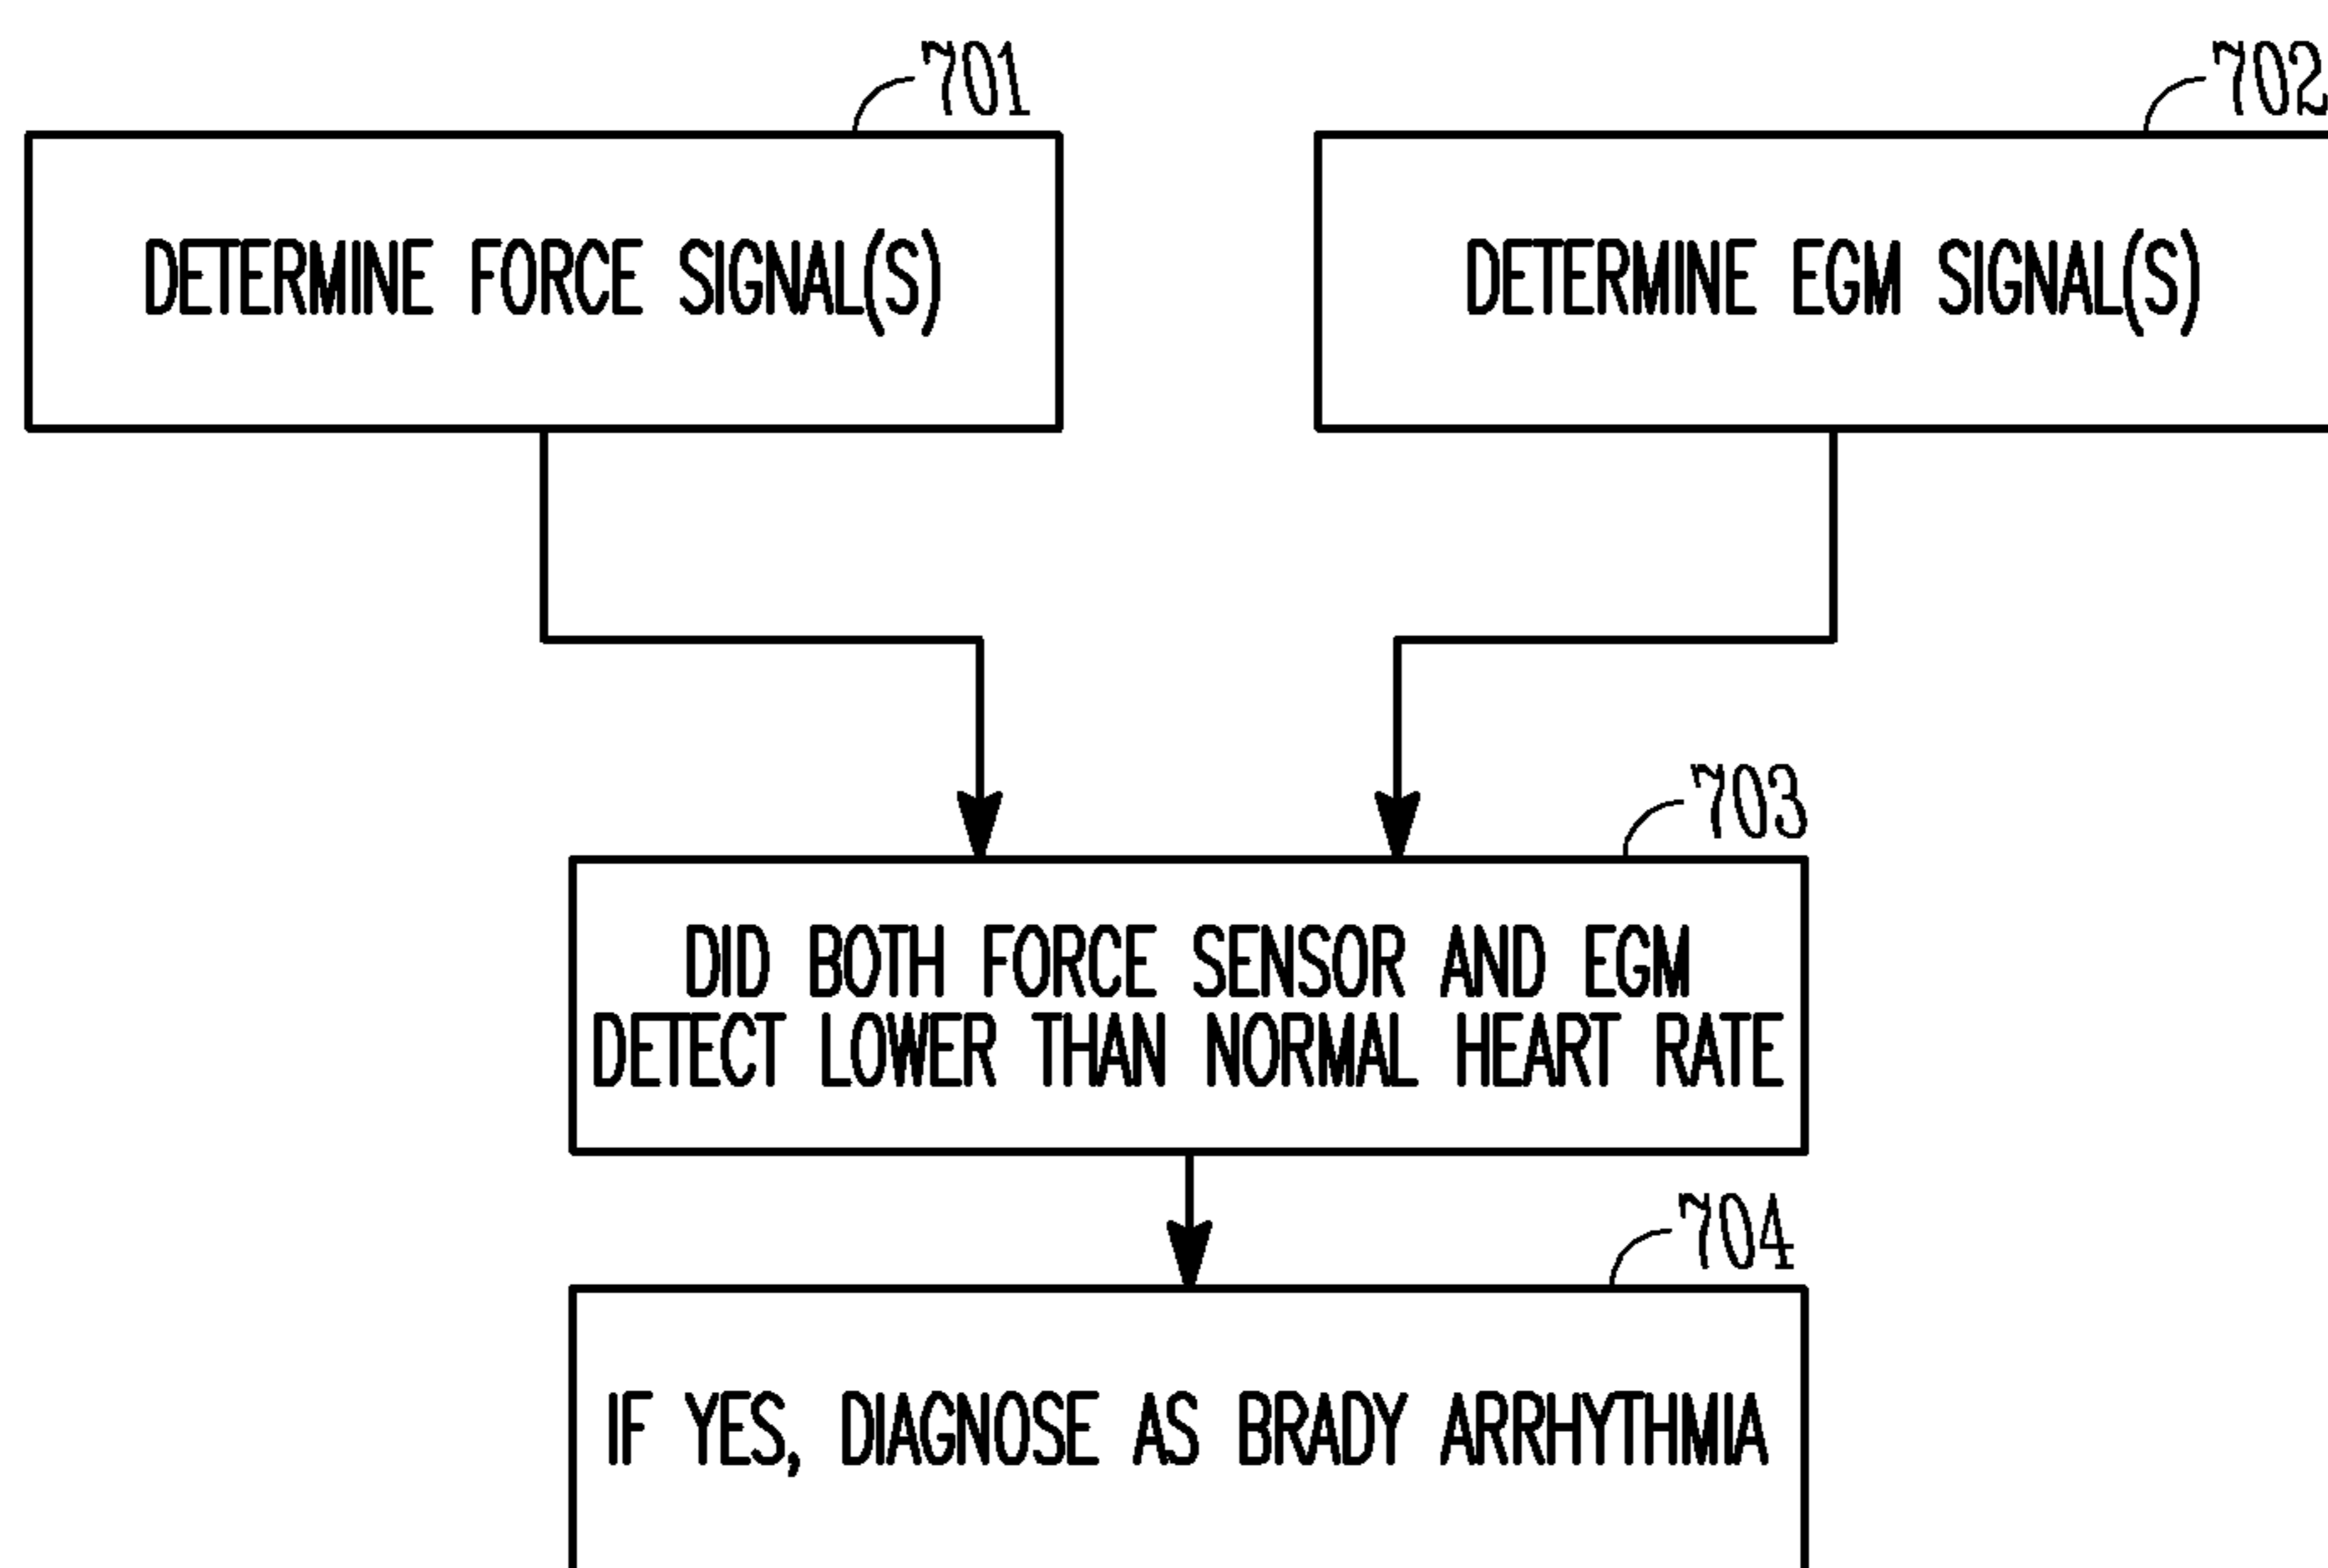 701
702
DETERMINE FORCE SIGNAL(S)
DETERMINE EGM SIGNAL(S)
703
DID BOTH FORCE SENSOR AND EGM
DETECT LOWER THAN NORMAL HEART RATE
704
IF YES, DIAGNOSE AS BRADY ARRHYTHMIA